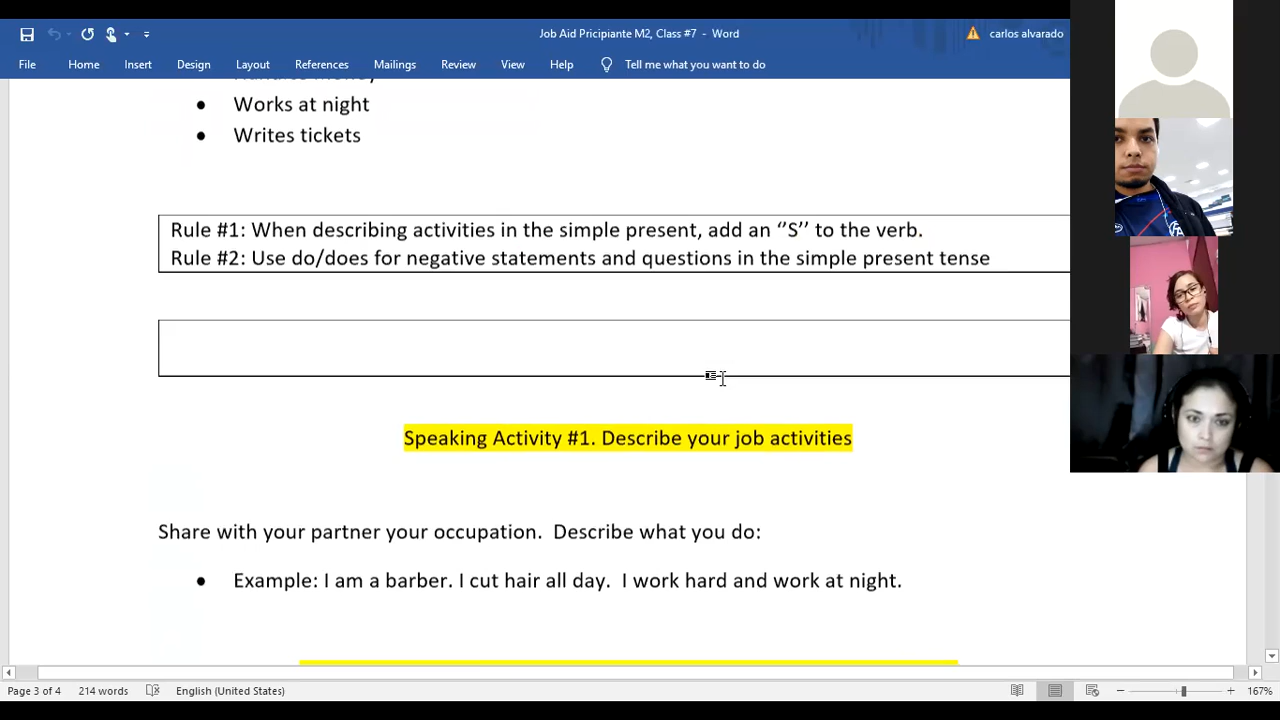 Job Aid Pricipiante M2, Class #7 - Word
carlos alvarado
File Home Insert Design Layout References Mailings Review View Help Tell me what you want to do
• Works at night
• Writes tickets
Rule #1: When describing activities in the simple present, add an ‘’S’’ to the verb.
Rule #2: Use do/does for negative statements and questions in the simple present tense
Speaking Activity #1. Describe your job activities
Share with your partner your occupation.  Describe what you do:
• Example: I am a barber. I cut hair all day.  I work hard and work at night.
Page 3 of 4 214 words English (United States) 167%